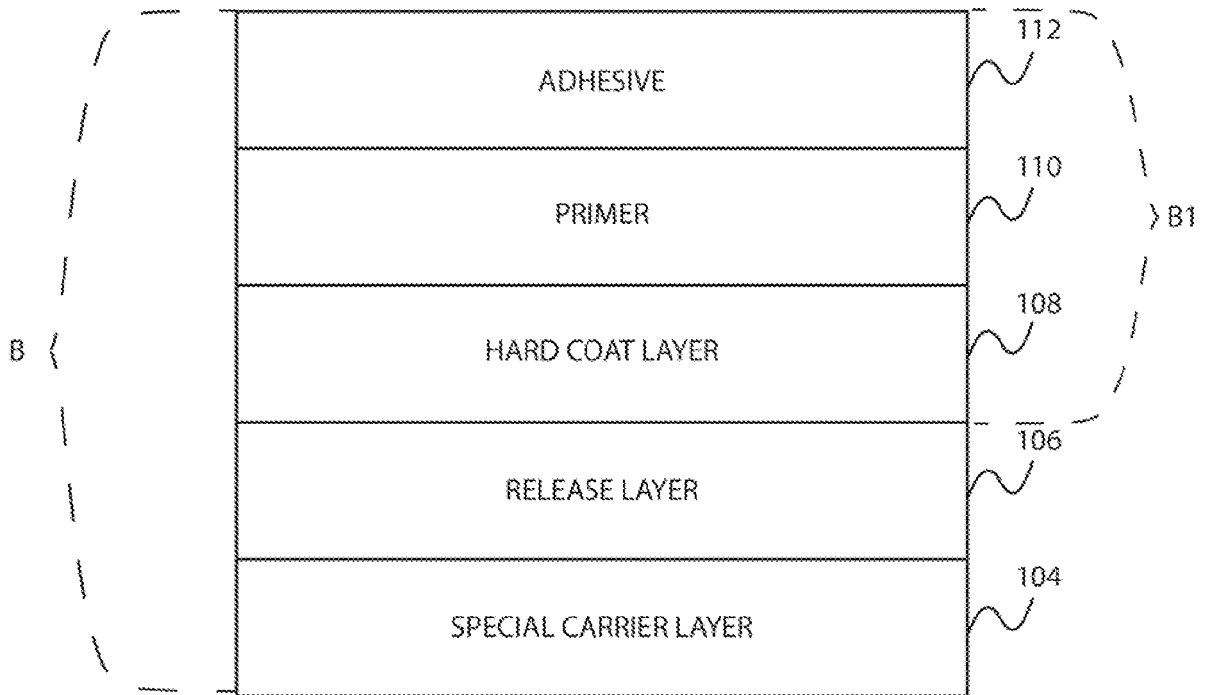 112
ADHESIVE
110
PRIMER
B1
108
HARD COAT LAYER
B
106
RELEASE LAYER
104
SPECIAL CARRIER LAYER